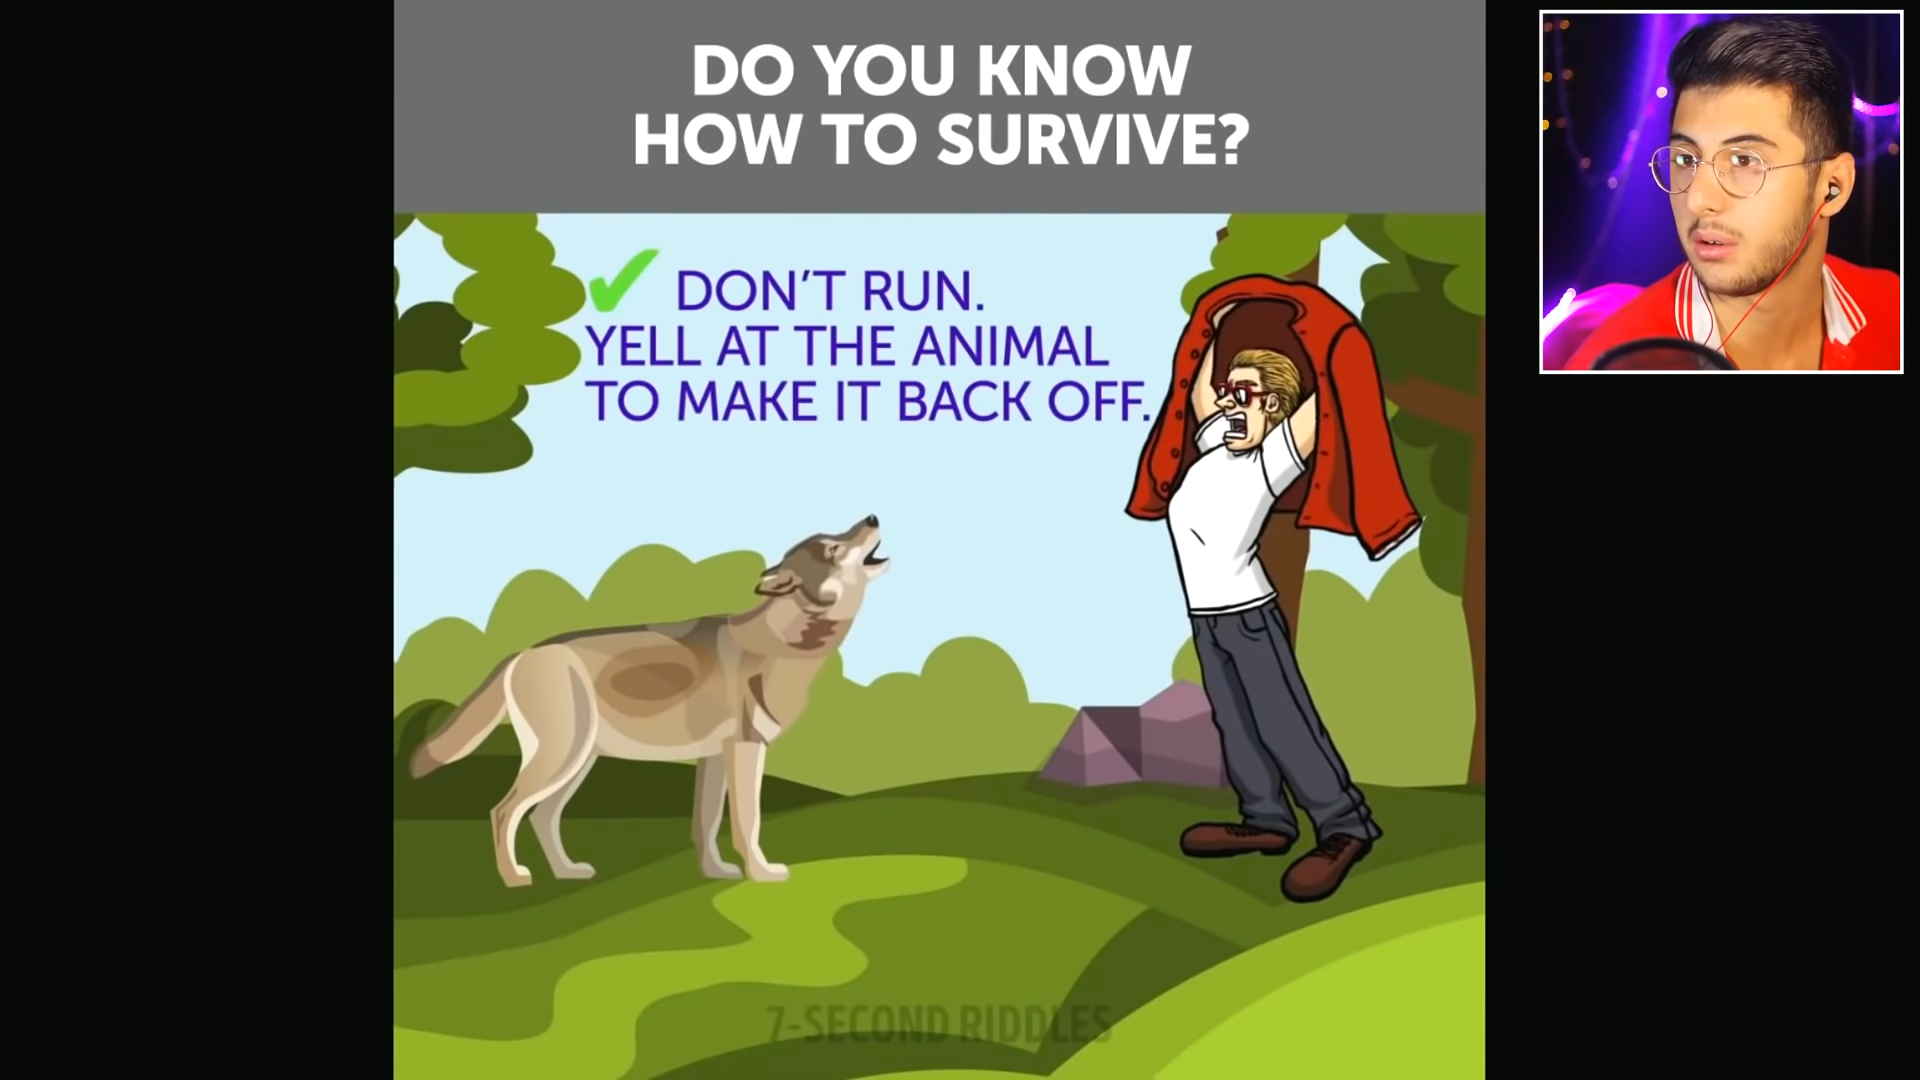 DO YOU KNOW
HOW TO SURVIVE?
DON'T RUN.
YELL AT THE ANIMAL
TO MAKE IT BACK OFF.
7-SECOND RIDDLES